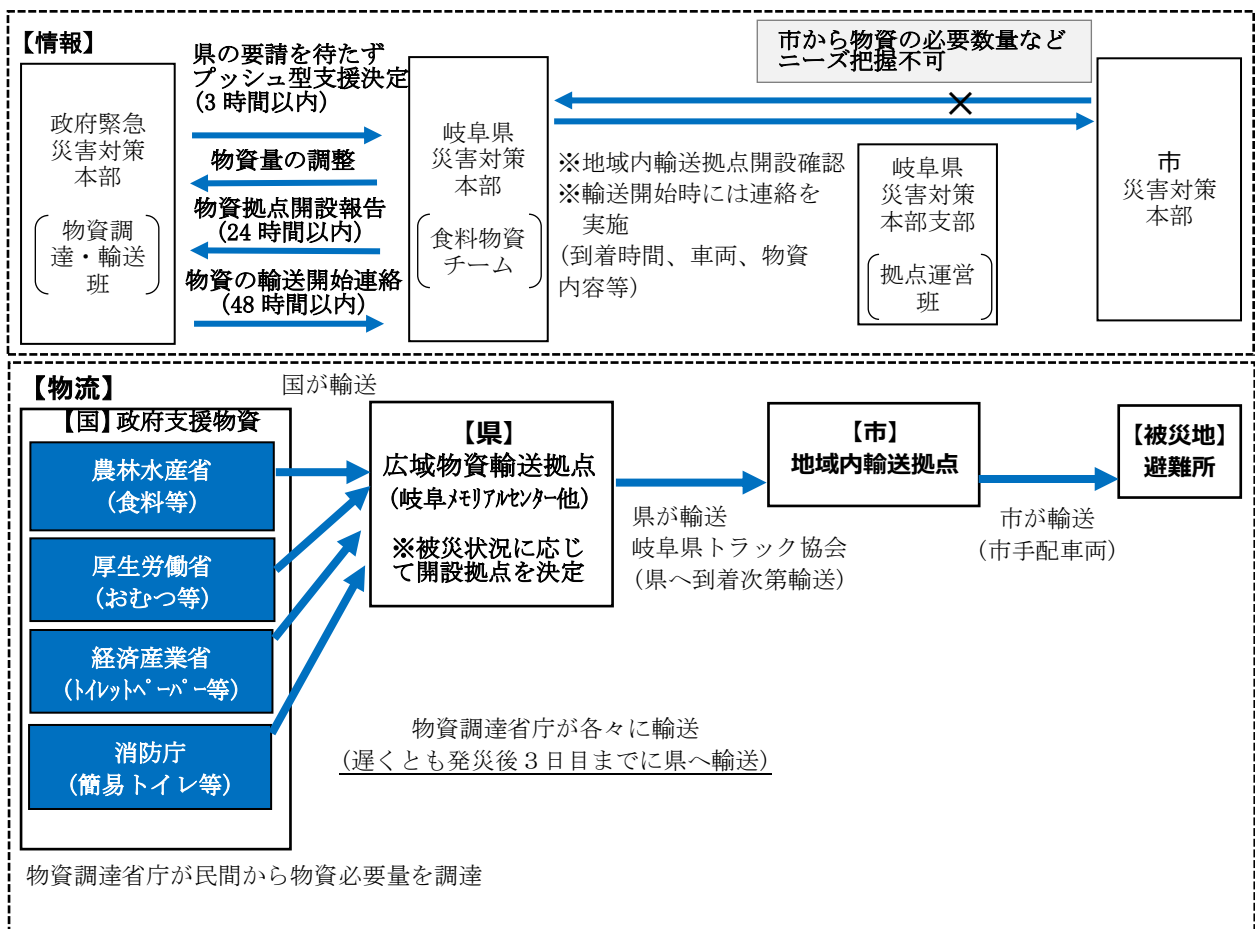 【情報】
政府緊急
災害対策
本部
物資調
達・輸送
班
県の要請を待たず
プッシュ型支援決定
(3 時間以内)
物資量の調整
物資拠点開設報告
(24 時間以内)
物資の輸送開始連絡
(48 時間以内)
岐阜県
災害対策
本部
食料物資
チーム
市から物資の必要数量など
ニーズ把握不可
※地域内輸送拠点開設確認
※輸送開始時には連絡を
実施
(到着時間、車両、物資
内容等)
岐阜県
災害対策
本部支部
拠点運営
班
市
災害対策
本部
【物流】
国が輸送
【国】政府支援物資
農林水産省
(食料等)
厚生労働省
(おむつ等)
経済産業省
(ﾄｲﾚｯﾄﾍﾟｰﾊﾟｰ等)
消防庁
(簡易トイレ等)
【県】
広域物資輸送拠点
(岐阜ﾒﾓﾘｱﾙｾﾝﾀｰ他)
※被災状況に応じ
て開設拠点を決定
県が輸送
岐阜県トラック協会
(県へ到着次第輸送)
【市】
地域内輸送拠点
市が輸送
(市手配車両)
【被災地】
避難所
物資調達省庁が各々に輸送
(遅くとも発災後３日目までに県へ輸送)
物資調達省庁が民間から物資必要量を調達